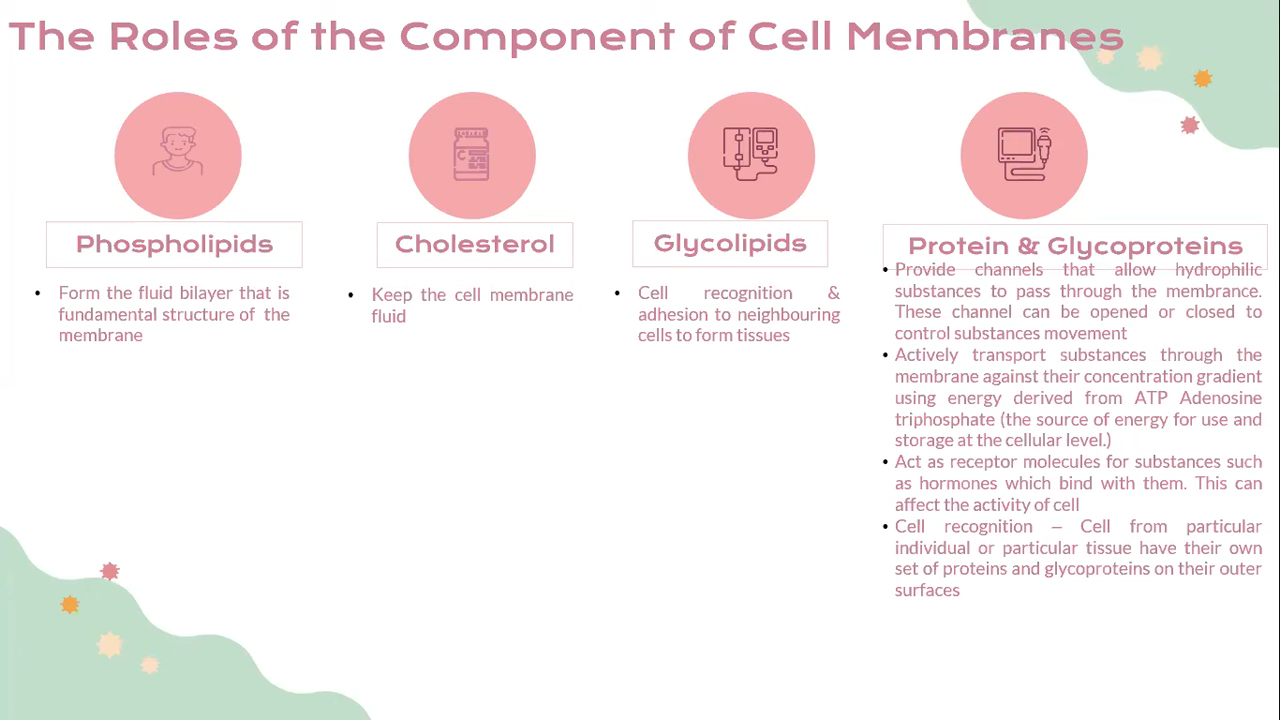 The Roles of the Component of Cell Membranes
Phospholipids
• Form the fluid bilayer that is
fundamental structure of the
membrane
Cholesterol
• Keep the cell membrane
fluid
Glycolipids
• Cell recognition &
adhesion to neighbouring
cells to form tissues
Protein & Glycoproteins
• Provide channels that allow hydrophilic
substances to pass through the membrance.
These channel can be opened or closed to
control substances movement
• Actively transport substances through the
membrane against their concentration gradient
using energy derived from ATP Adenosine
triphosphate (the source of energy for use and
storage at the cellular level.)
• Act as receptor molecules for substances such
as hormones which bind with them. This can
affect the activity of cell
• Cell recognition – Cell from particular
individual or particular tissue have their own
set of proteins and glycoproteins on their outer
surfaces